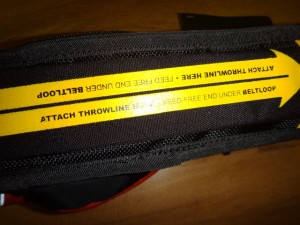 ATTACH THROWLINE HERE • FEED FREE END UNDER BELTLOOP
ATTACH THROWLINE FEED FREE END UNDER BELTLOOP